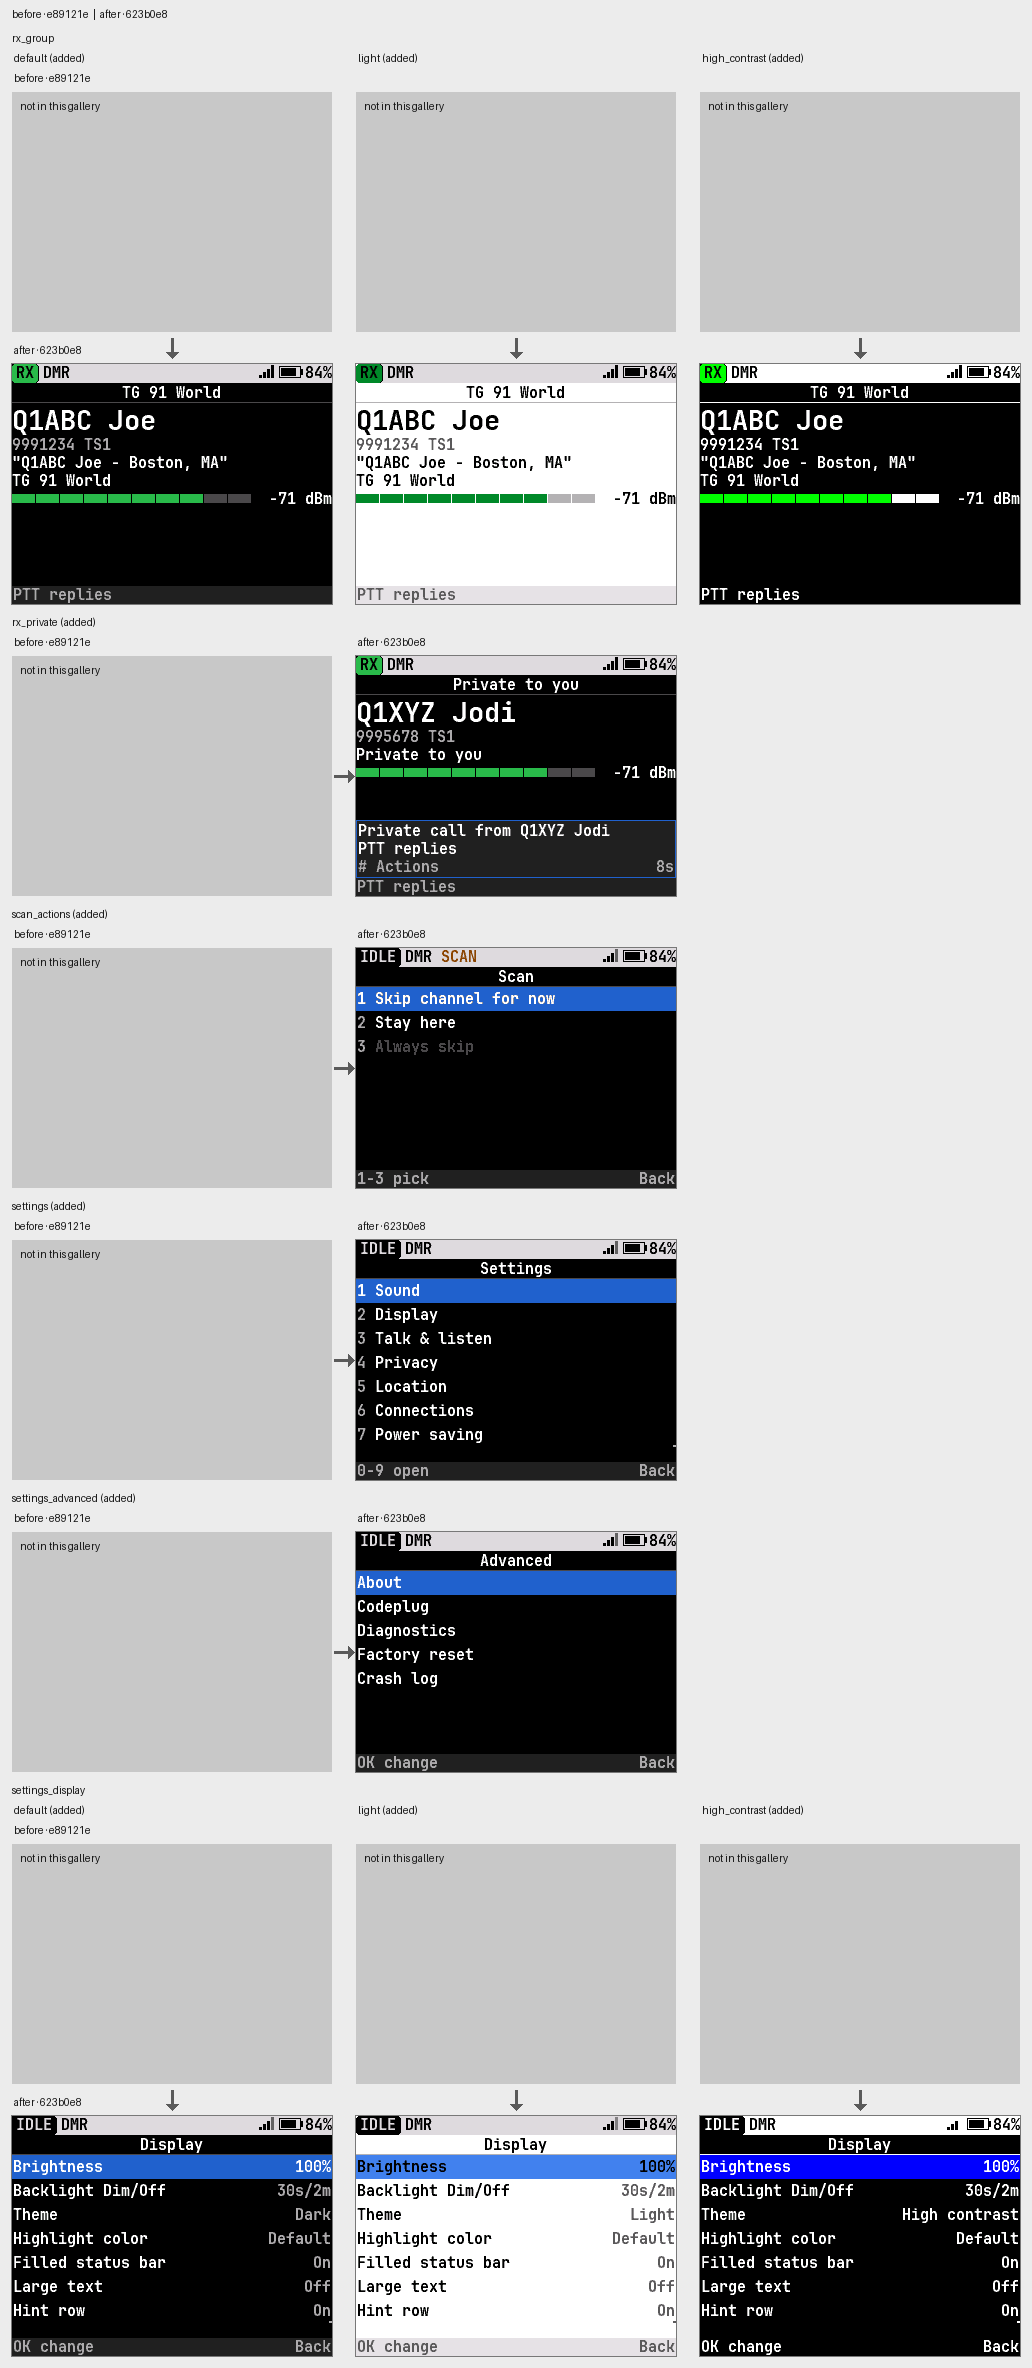 before · e89121e | after · 623b0e8
rx_group
default (added) light (added) high_contrast (added)
before · e89121e
not in this gallery not in this gallery not in this gallery
after · 623b0e8
RX DMR 84% RX DMR 84% RX DMR 84%
TG 91 World TG 91 World TG 91 World
Q1ABC Joe Q1ABC Joe Q1ABC Joe
9991234 TS1 9991234 TS1 9991234 TS1
"Q1ABC Joe - Boston, MA" "Q1ABC Joe - Boston, MA" "Q1ABC Joe - Boston, MA"
TG 91 World TG 91 World TG 91 World
-71 dBm -71 dBm -71 dBm
PTT replies PTT replies PTT replies
rx_private (added)
before · e89121e after · 623b0e8
not in this gallery
RX DMR 84%
Private to you
Q1XYZ Jodi
9995678 TS1
Private to you
-71 dBm
Private call from Q1XYZ Jodi
PTT replies
# Actions 8s
PTT replies
scan_actions (added)
before · e89121e after · 623b0e8
not in this gallery
IDLE DMR SCAN 84%
Scan
1 Skip channel for now
2 Stay here
3 Always skip
1-3 pick Back
settings (added)
before · e89121e after · 623b0e8
not in this gallery
IDLE DMR 84%
Settings
1 Sound
2 Display
3 Talk & listen
4 Privacy
5 Location
6 Connections
7 Power saving
0-9 open Back
settings_advanced (added)
before · e89121e after · 623b0e8
not in this gallery
IDLE DMR 84%
Advanced
About
Codeplug
Diagnostics
Factory reset
Crash log
OK change Back
settings_display
default (added) light (added) high_contrast (added)
before · e89121e
not in this gallery not in this gallery not in this gallery
after · 623b0e8
IDLE DMR 84% IDLE DMR 84% IDLE DMR 84%
Display Display Display
Brightness 100% Brightness 100% Brightness 100%
Backlight Dim/Off 30s/2m Backlight Dim/Off 30s/2m Backlight Dim/Off 30s/2m
Theme Dark Theme Light Theme High contrast
Highlight color Default Highlight color Default Highlight color Default
Filled status bar On Filled status bar On Filled status bar On
Large text Off Large text Off Large text Off
Hint row On Hint row On Hint row On
OK change Back OK change Back OK change Back